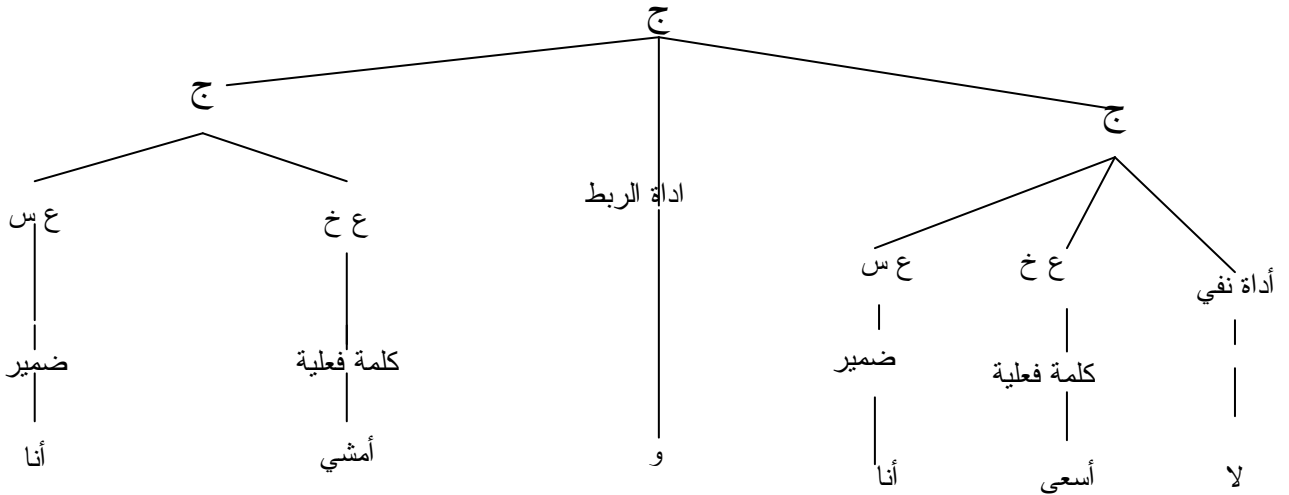 ج
ج
ج
اداة الربط
أداة نفي
ع خ
ع س
ع خ
ع س
كلمة فعلية
ضمير
كلمة فعلية
ضمير
لا
أسعى
أنا
و
أمشي
أنا